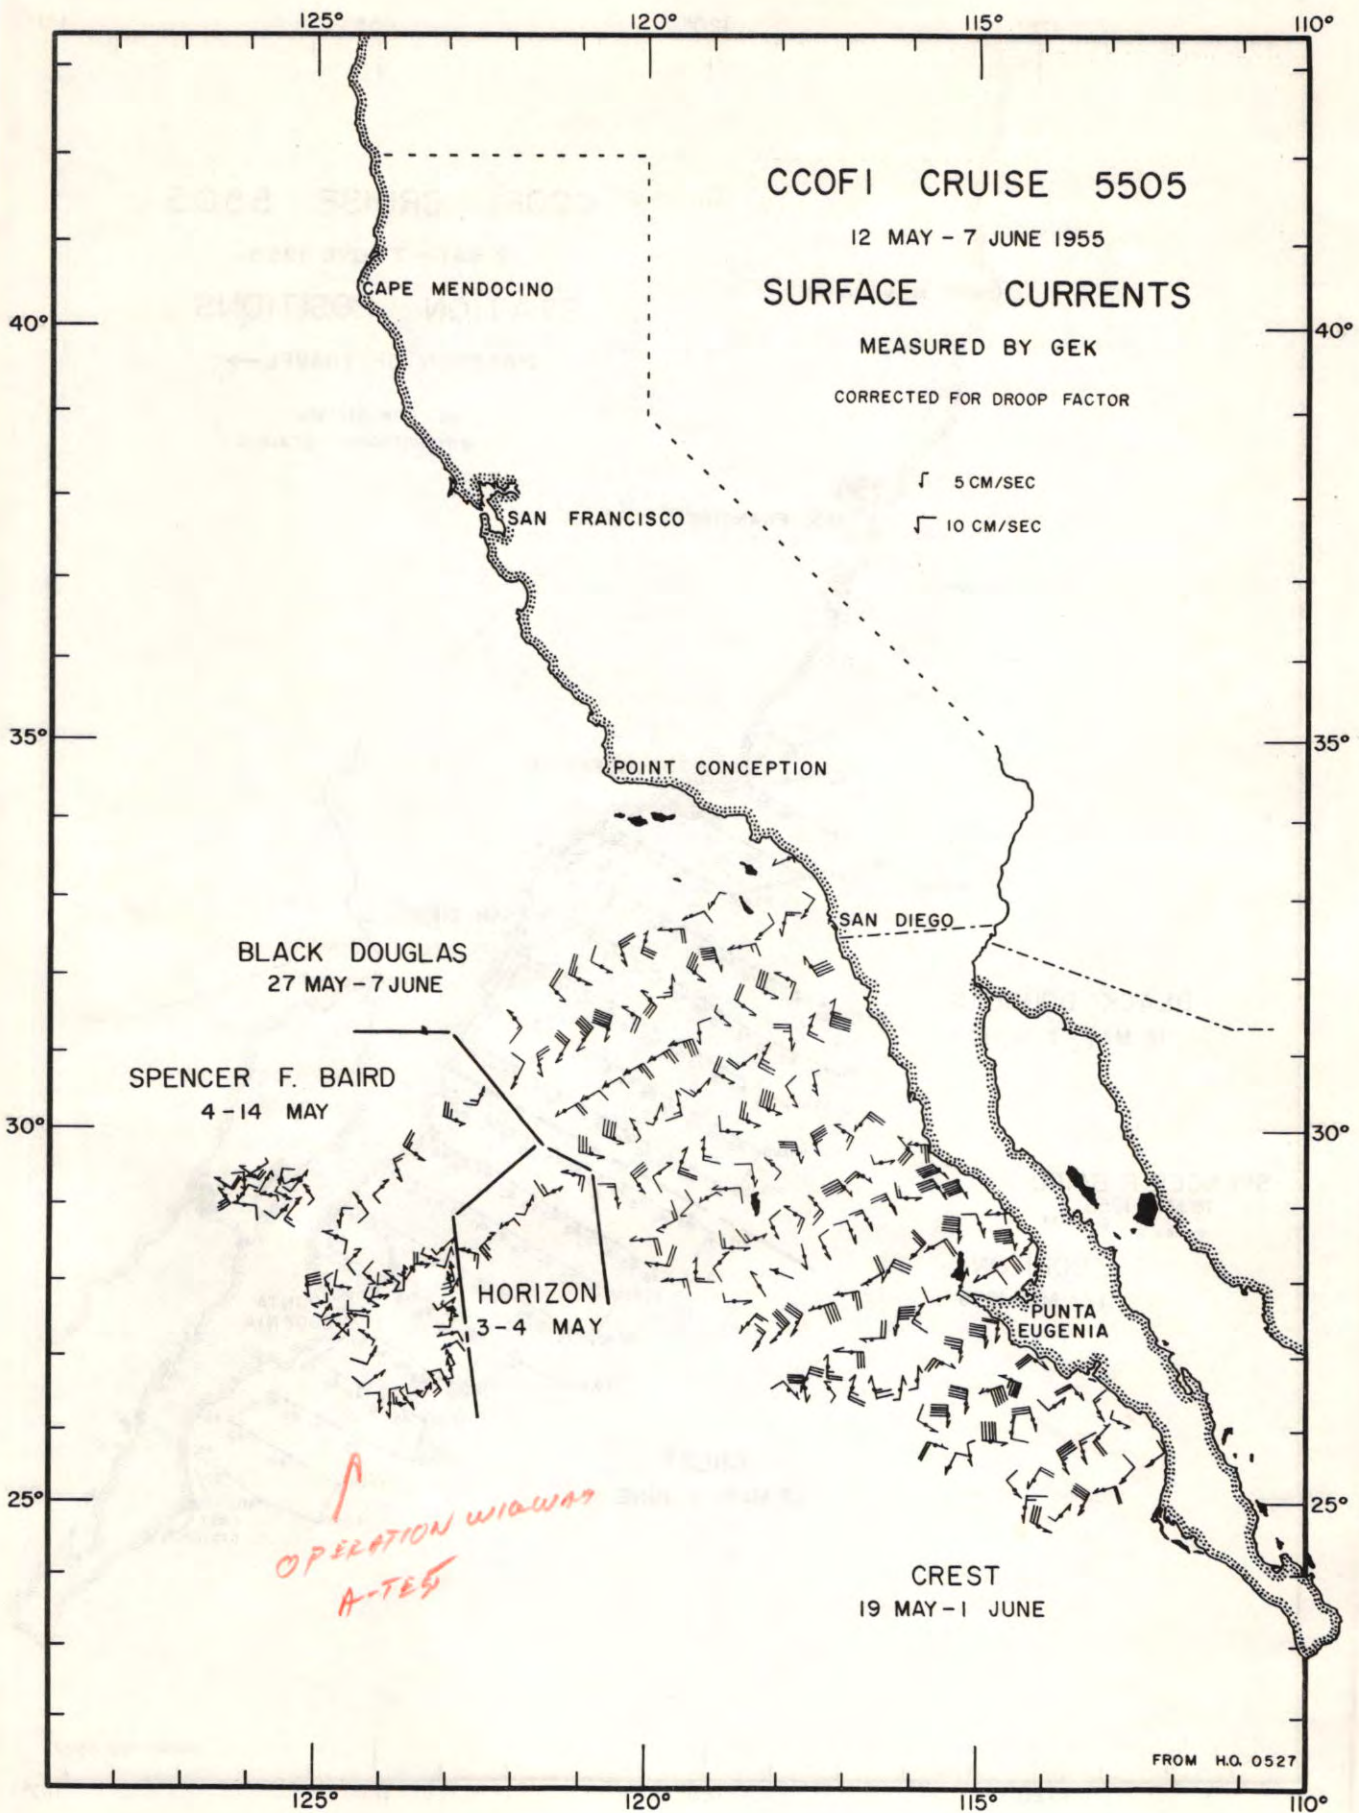 125° 120° 115° 110°
CCOFI CRUISE 5505
12 MAY - 7 JUNE 1955
SURFACE CURRENTS
MEASURED BY GEK
CORRECTED FOR DROOP FACTOR
5 CM/SEC
10 CM/SEC
CAPE MENDOCINO
40° 40°
SAN FRANCISCO
35° 35°
POINT CONCEPTION
SAN DIEGO
BLACK DOUGLAS
27 MAY - 7 JUNE
SPENCER F. BAIRD
4-14 MAY
30° 30°
HORIZON
3-4 MAY
PUNTA
EUGENIA
25° 25°
OPERATION WIGWAM
A-TEST
CREST
19 MAY - 1 JUNE
FROM H.O. 0527
125° 120° 115° 110°